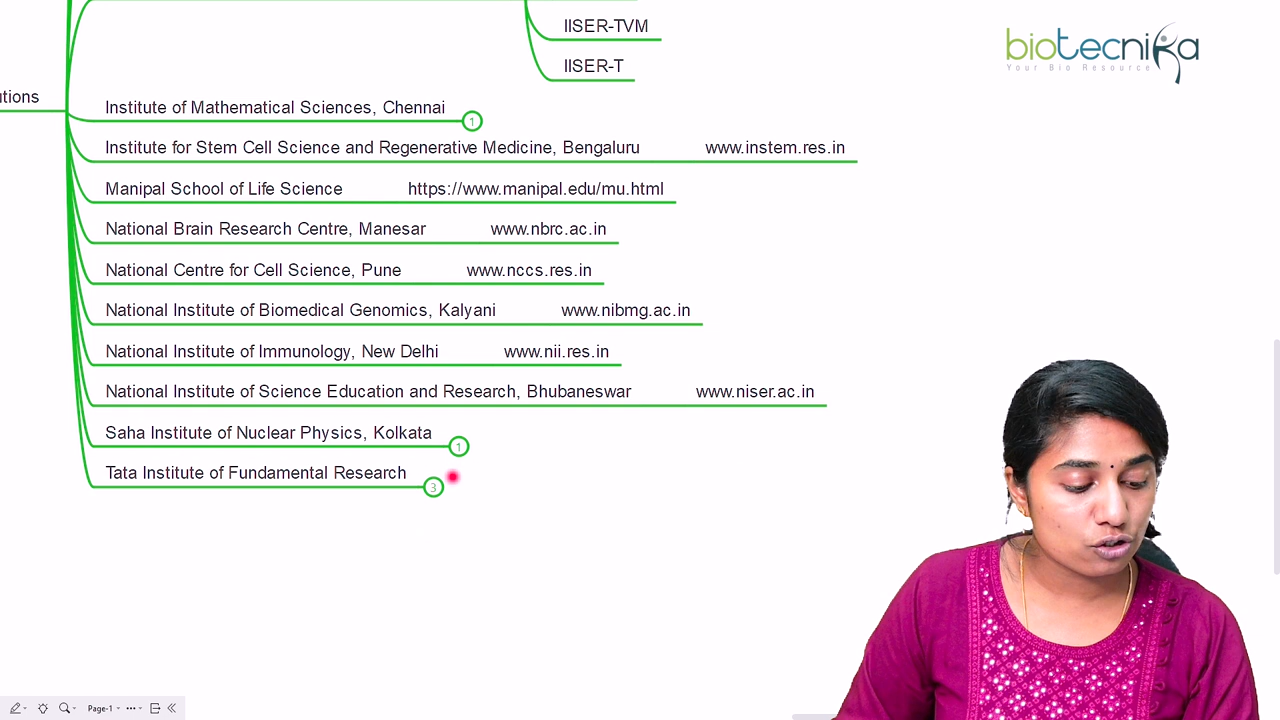 IISER-TVM
biotecnika
Your Bio Resource
IISER-T
utions
Institute of Mathematical Sciences, Chennai
1
Institute for Stem Cell Science and Regenerative Medicine, Bengaluru www.instem.res.in
Manipal School of Life Science https://www.manipal.edu/mu.html
National Brain Research Centre, Manesar www.nbrc.ac.in
National Centre for Cell Science, Pune www.nccs.res.in
National Institute of Biomedical Genomics, Kalyani www.nibmg.ac.in
National Institute of Immunology, New Delhi www.nii.res.in
National Institute of Science Education and Research, Bhubaneswar www.niser.ac.in
Saha Institute of Nuclear Physics, Kolkata
1
Tata Institute of Fundamental Research
3
Page-1